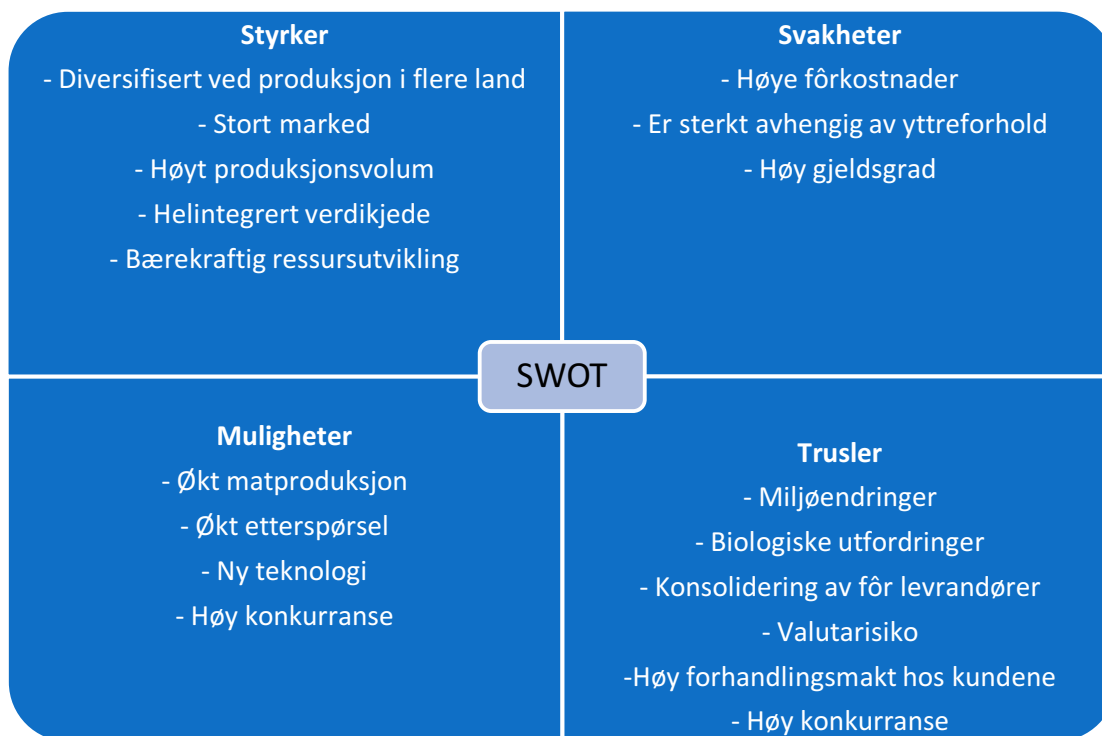 Styrker
- Diversifisert ved produksjon i flere land
- Stort marked
- Høyt produksjonsvolum
- Helintegrert verdikjede
- Bærekraftig ressursutvikling
Svakheter
- Høye fôrkostnader
- Er sterkt avhengig av yttreforhold
- Høy gjeldsgrad
SWOT
Muligheter
- Økt matproduksjon
- Økt etterspørsel
- Ny teknologi
- Høy konkurranse
Trusler
- Miljøendringer
- Biologiske utfordringer
- Konsolidering av fôr levrandører
- Valutarisiko
-Høy forhandlingsmakt hos kundene
- Høy konkurranse